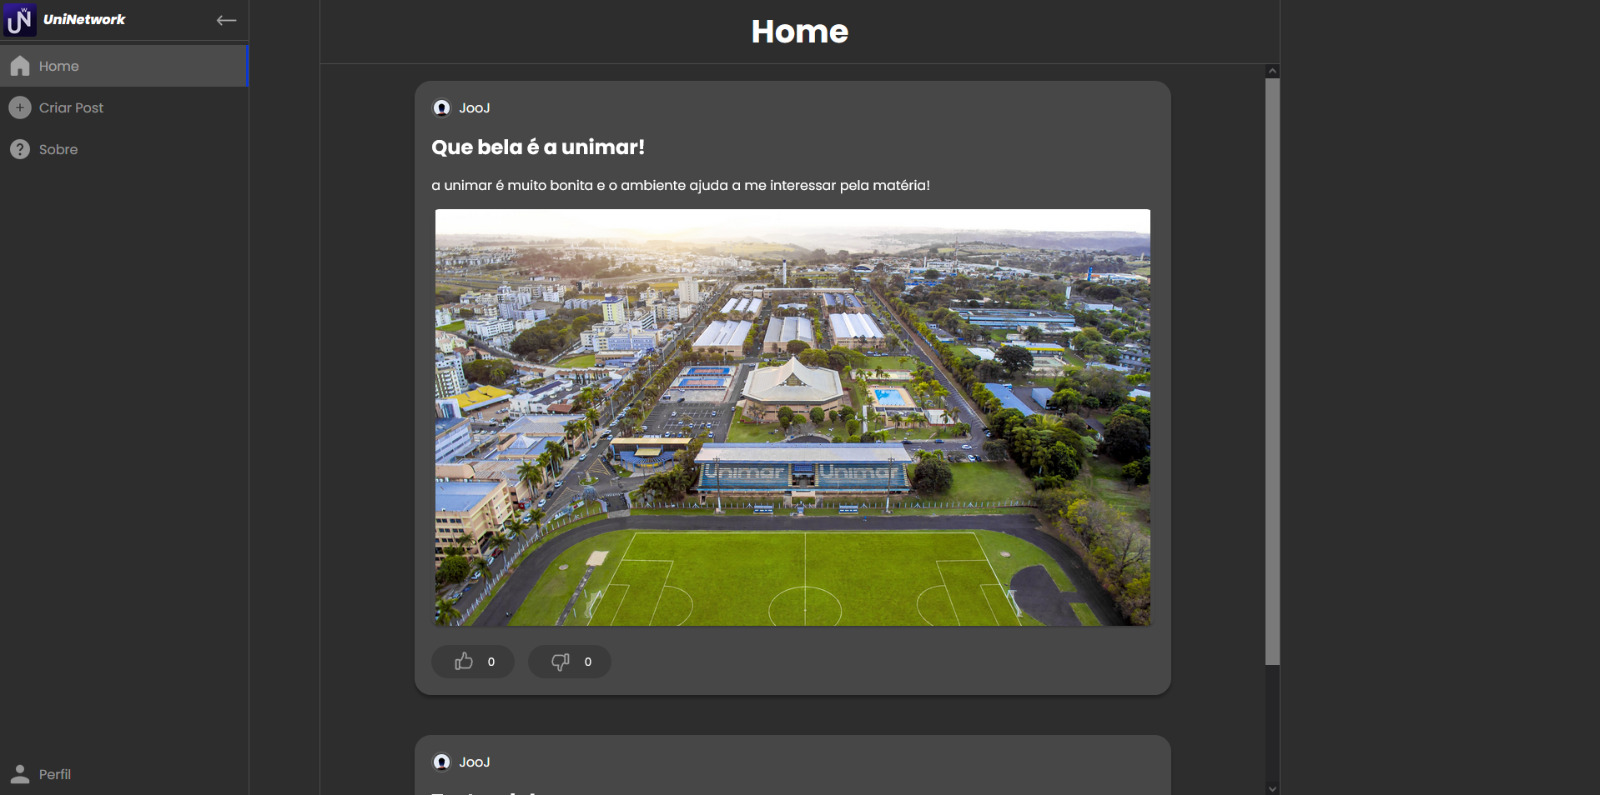 UN
UniNetwork
Home
Criar Post
Sobre
Perfil
Home
JooJ
Que bela é a unimar!
a unimar é muito bonita e o ambiente ajuda a me interessar pela matéria!
Unimar Unimar
0 0
JooJ